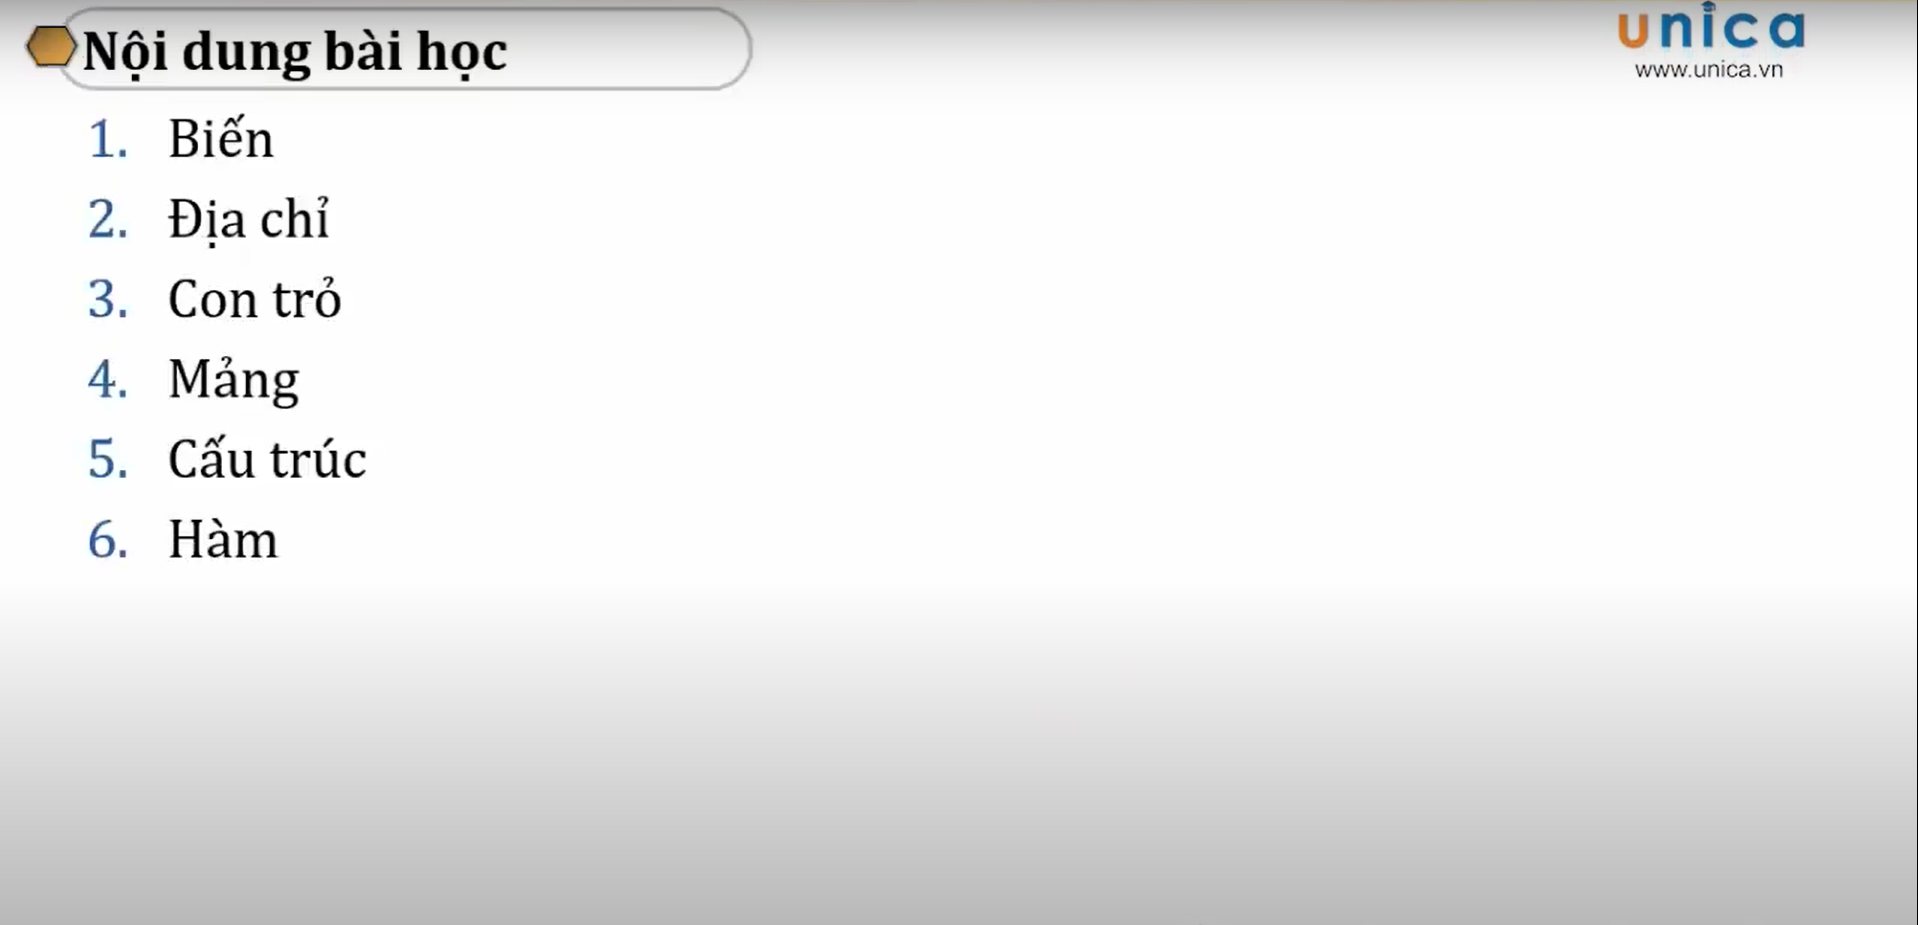 Nội dung bài học
unica
www.unica.vn
1. Biến
2. Địa chỉ
3. Con trỏ
4. Mảng
5. Cấu trúc
6. Hàm